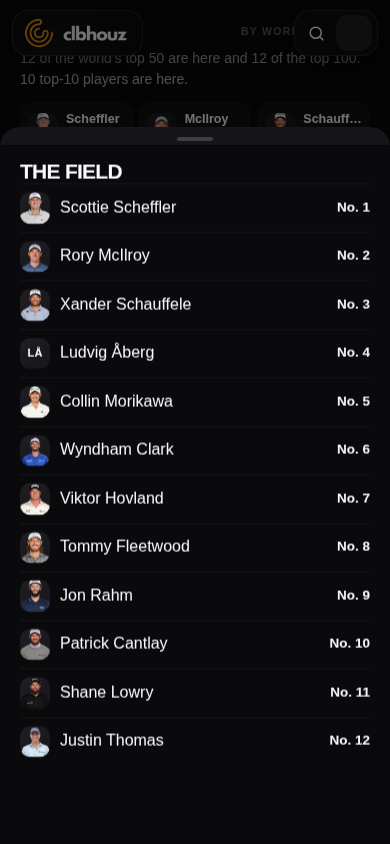 clbhouz
BY WORL
12 of the world's top 50 are here and 12 of the top 100.
10 top-10 players are here.
Scheffler
McIlroy
Schauff…
THE FIELD
Scottie Scheffler No. 1
Rory McIlroy No. 2
Xander Schauffele No. 3
LÅ Ludvig Åberg No. 4
Collin Morikawa No. 5
Wyndham Clark No. 6
Viktor Hovland No. 7
Tommy Fleetwood No. 8
Jon Rahm No. 9
Patrick Cantlay No. 10
Shane Lowry No. 11
Justin Thomas No. 12